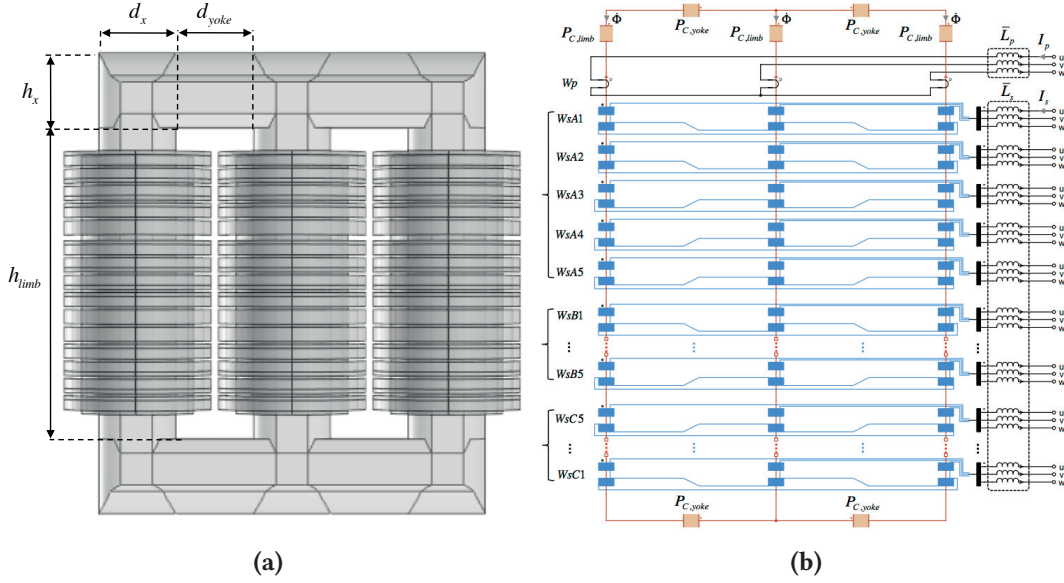 d_x
d_yoke
h_x
h_limb
(a)
P_C,yoke
P_C,yoke
Φ
Φ
Φ
P_C,limb
P_C,limb
P_C,limb
L̅_p
I_p
u
v
w
Wp
L̅_s
I_s
WsA1
u
v
w
WsA2
u
v
w
WsA3
u
v
w
WsA4
u
v
w
WsA5
u
v
w
WsB1
u
v
w
WsB5
u
v
w
WsC5
u
v
w
WsC1
u
v
w
P_C,yoke
P_C,yoke
(b)